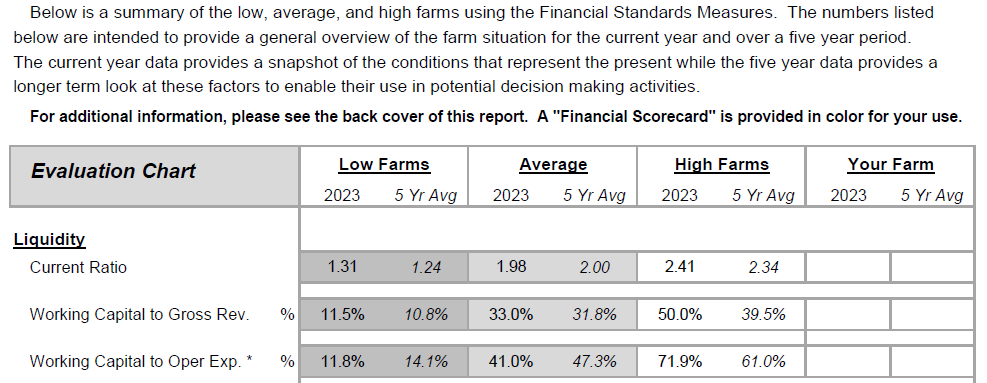 Below is a summary of the low, average, and high farms using the Financial Standards Measures. The numbers listed
below are intended to provide a general overview of the farm situation for the current year and over a five year period.
The current year data provides a snapshot of the conditions that represent the present while the five year data provides a
longer term look at these factors to enable their use in potential decision making activities.
For additional information, please see the back cover of this report. A "Financial Scorecard" is provided in color for your use.
Evaluation Chart Low Farms Average High Farms Your Farm
2023 5 Yr Avg 2023 5 Yr Avg 2023 5 Yr Avg 2023 5 Yr Avg
Liquidity
Current Ratio 1.31 1.24 1.98 2.00 2.41 2.34
Working Capital to Gross Rev. % 11.5% 10.8% 33.0% 31.8% 50.0% 39.5%
Working Capital to Oper Exp. * % 11.8% 14.1% 41.0% 47.3% 71.9% 61.0%